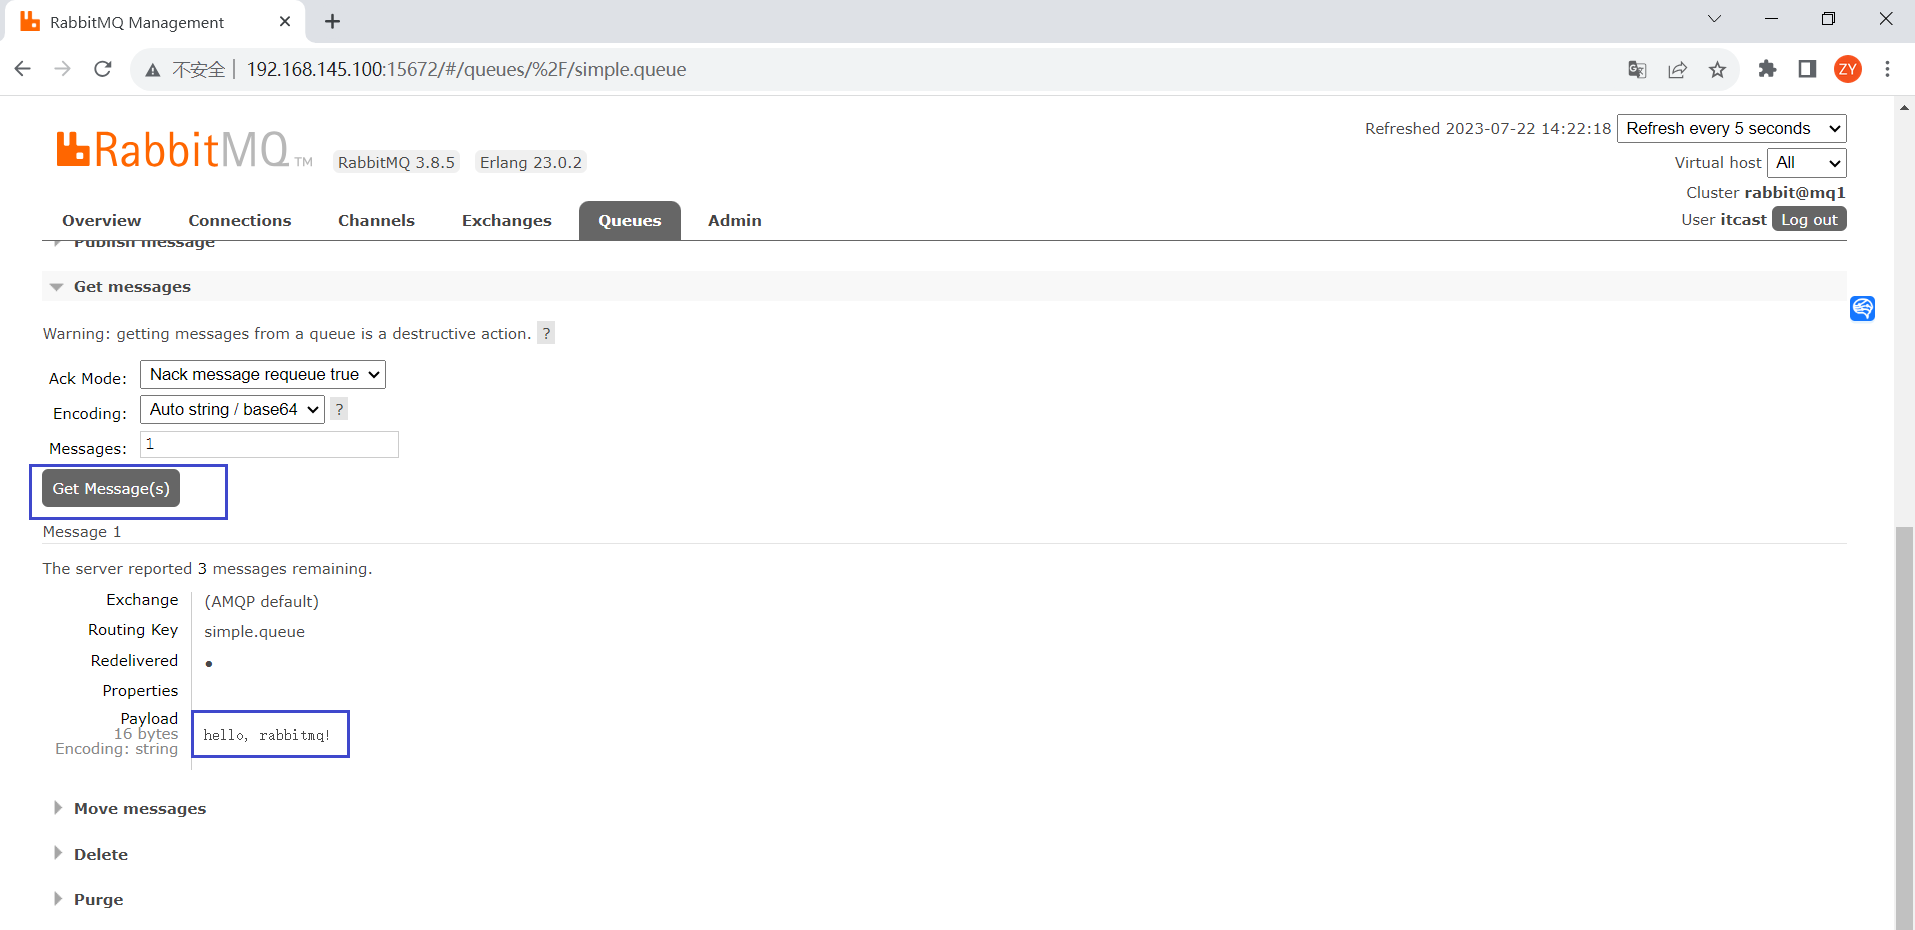 RabbitMQ Management
不安全 | 192.168.145.100:15672/#/queues/%2F/simple.queue
ZY
Refreshed 2023-07-22 14:22:18 Refresh every 5 seconds
RabbitMQ TM RabbitMQ 3.8.5 Erlang 23.0.2
Virtual host All
Cluster rabbit@mq1
User itcast Log out
Overview Connections Channels Exchanges Queues Admin
Publish message
Get messages
Warning: getting messages from a queue is a destructive action. ?
Ack Mode: Nack message requeue true
Encoding: Auto string / base64 ?
Messages: 1
Get Message(s)
Message 1
The server reported 3 messages remaining.
Exchange (AMQP default)
Routing Key simple.queue
Redelivered ●
Properties
Payload
16 bytes
Encoding: string
hello, rabbitmq!
Move messages
Delete
Purge